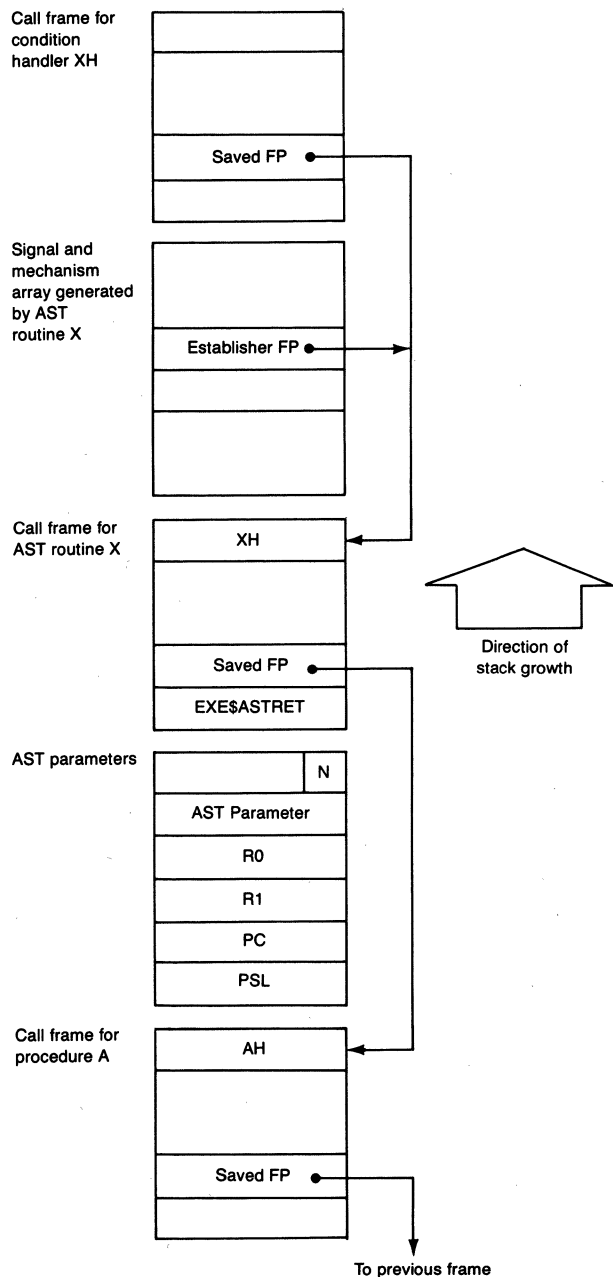 Call frame for
condition
handler XH
Saved FP
Signal and
mechanism
array generated
by AST
routine X
Establisher FP
Call frame for
AST routine X
XH
Saved FP
EXE$ASTRET
Direction of
stack growth
AST parameters
N
AST Parameter
R0
R1
PC
PSL
Call frame for
procedure A
AH
Saved FP
To previous frame